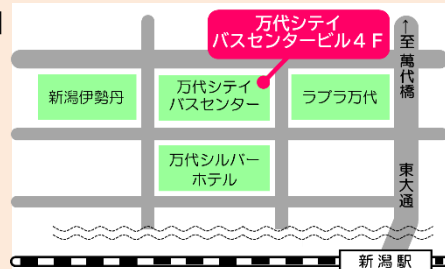 万代シテイ
バスセンタービル4F
↑至萬代橋
新潟伊勢丹
万代シテイ
バスセンター
ラブラ万代
万代シルバー
ホテル
東大通
新潟駅